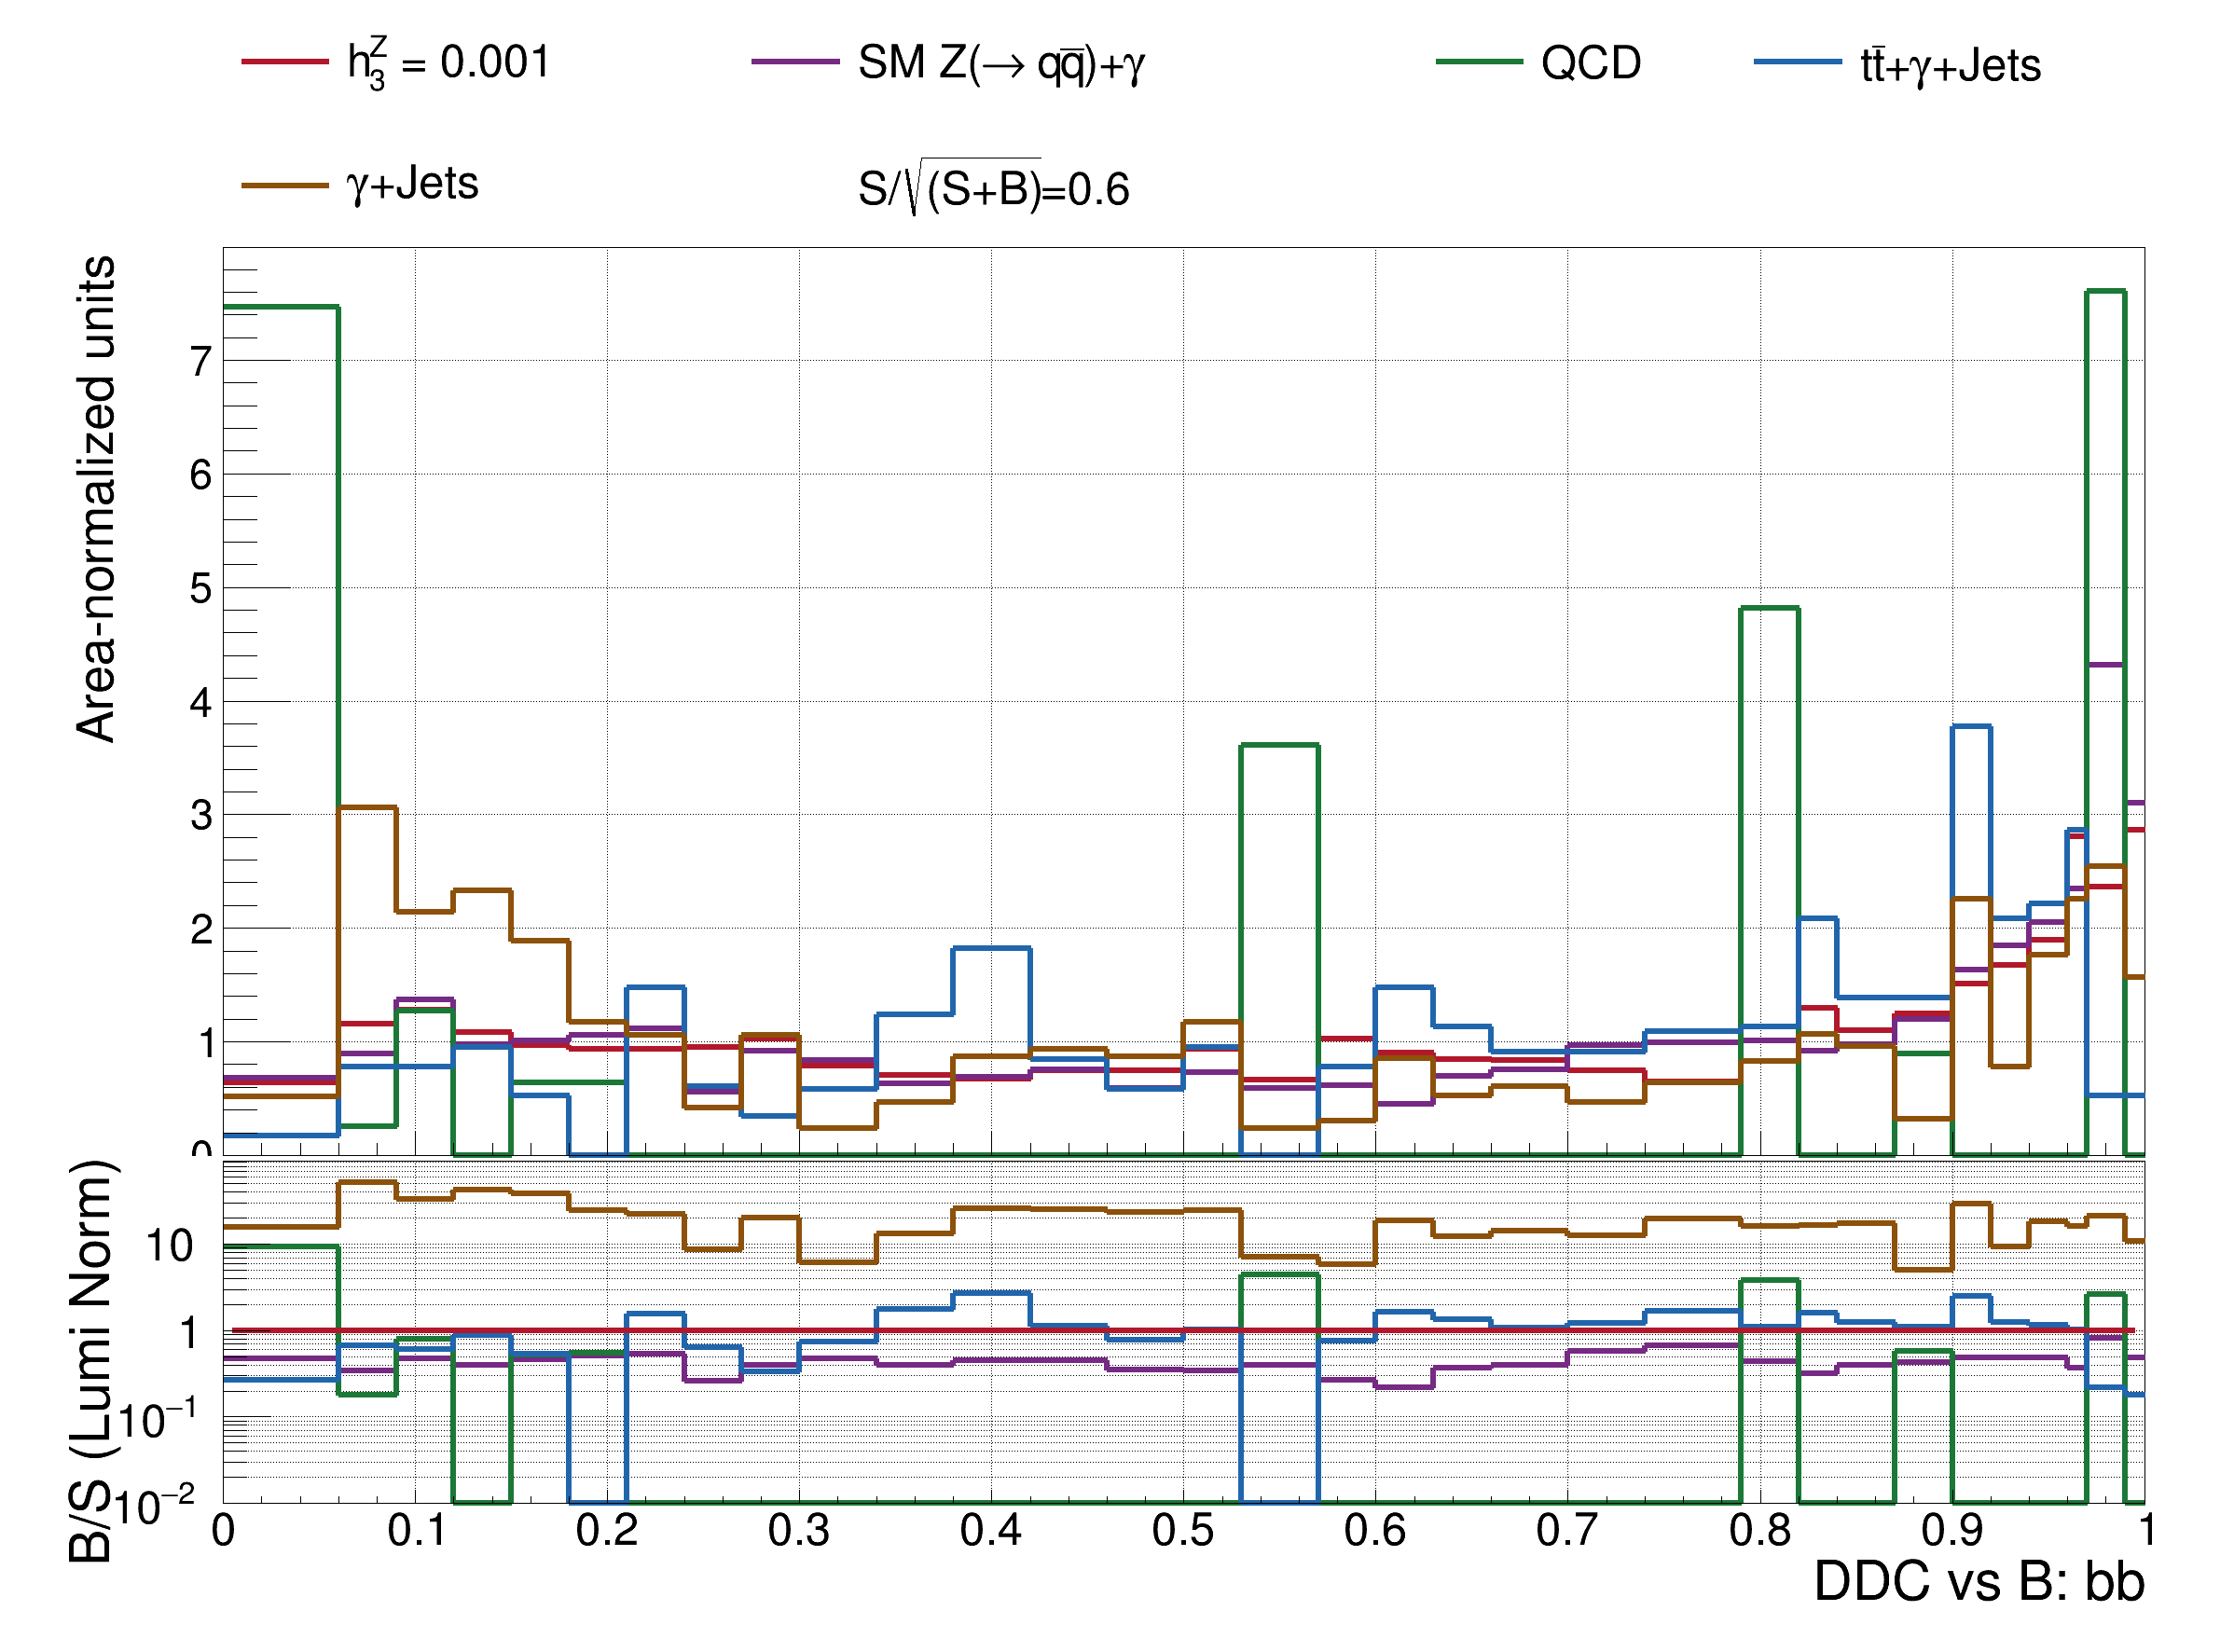 h₃ᶻ = 0.001 SM Z(→ qq̅)+γ QCD tt̄+γ+Jets
γ+Jets S/√(S+B)=0.6
Area-normalized units
7
6
5
4
3
2
1
0
B/S (Lumi Norm)
10
1
10⁻¹
10⁻²
0 0.1 0.2 0.3 0.4 0.5 0.6 0.7 0.8 0.9 1
DDC vs B: bb